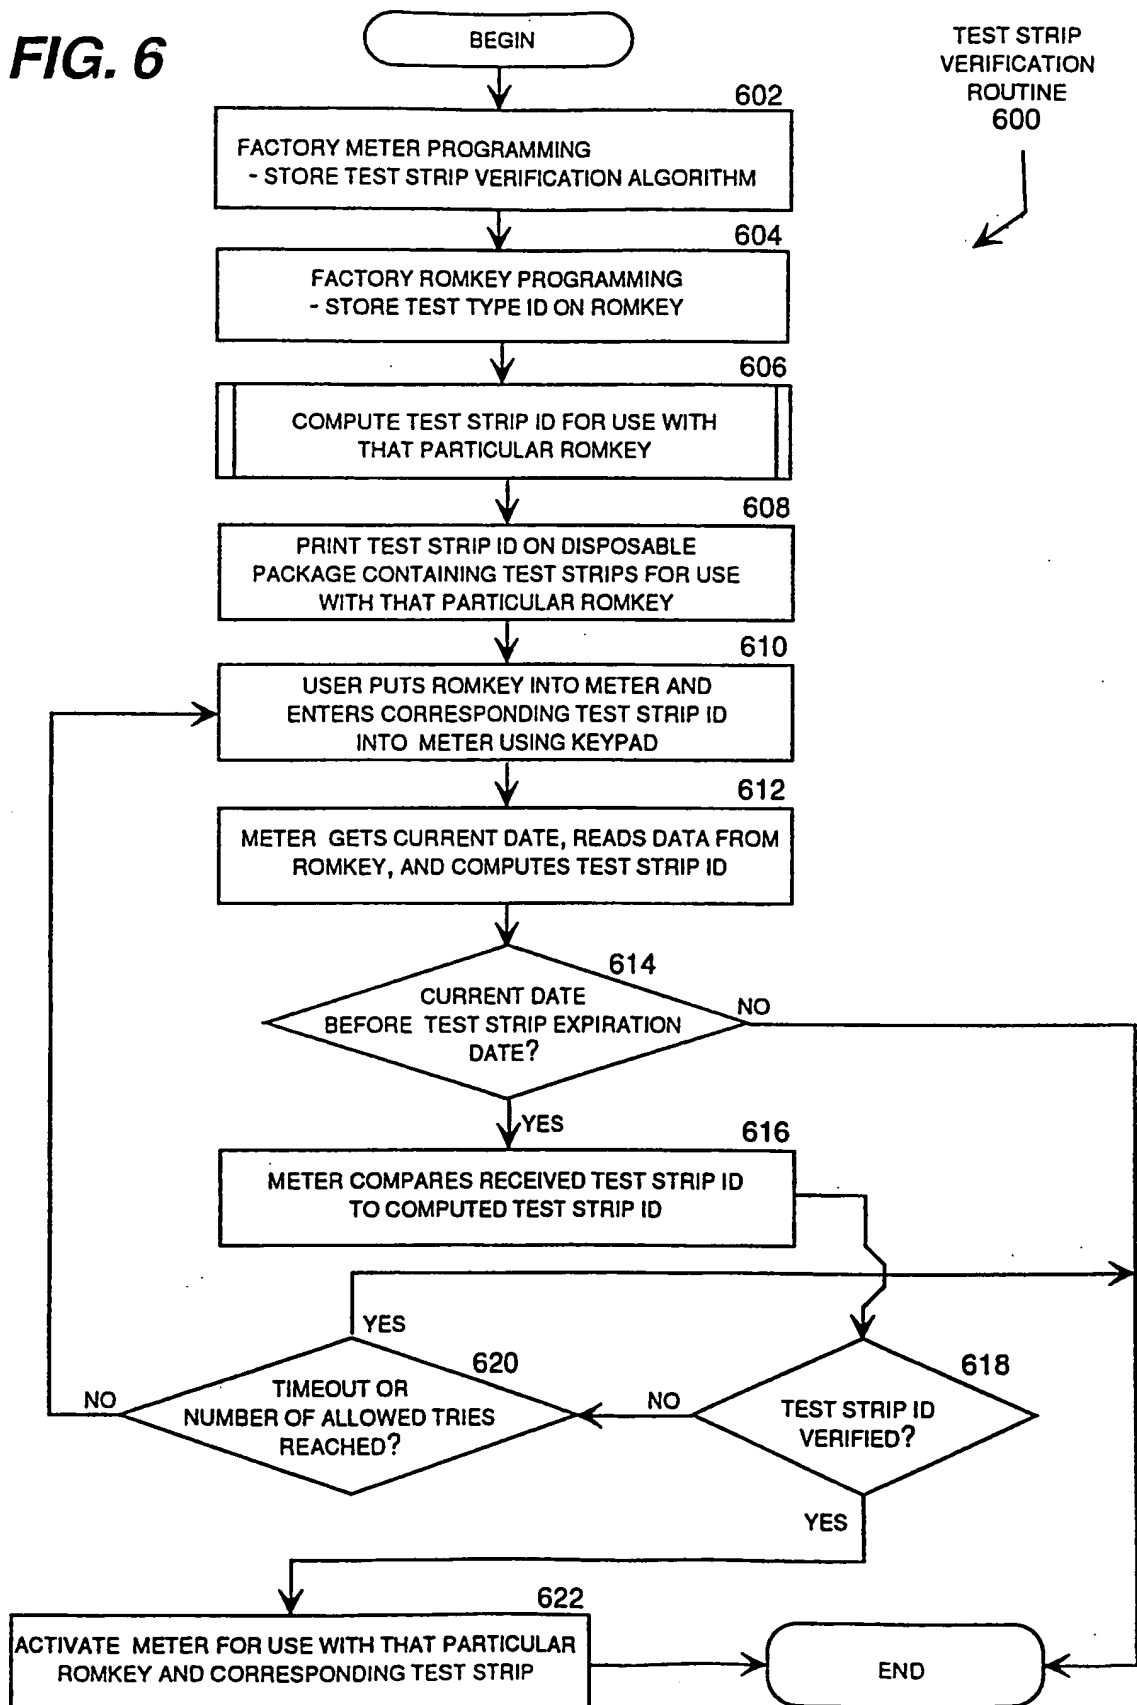 FIG. 6
BEGIN
TEST STRIP
VERIFICATION
ROUTINE
600
602
FACTORY METER PROGRAMMING
- STORE TEST STRIP VERIFICATION ALGORITHM
604
FACTORY ROMKEY PROGRAMMING
- STORE TEST TYPE ID ON ROMKEY
606
COMPUTE TEST STRIP ID FOR USE WITH
THAT PARTICULAR ROMKEY
608
PRINT TEST STRIP ID ON DISPOSABLE
PACKAGE CONTAINING TEST STRIPS FOR USE
WITH THAT PARTICULAR ROMKEY
610
USER PUTS ROMKEY INTO METER AND
ENTERS CORRESPONDING TEST STRIP ID
INTO METER USING KEYPAD
612
METER GETS CURRENT DATE, READS DATA FROM
ROMKEY, AND COMPUTES TEST STRIP ID
614
CURRENT DATE
BEFORE TEST STRIP EXPIRATION
DATE?
NO
YES
616
METER COMPARES RECEIVED TEST STRIP ID
TO COMPUTED TEST STRIP ID
YES
620
TIMEOUT OR
NUMBER OF ALLOWED TRIES
REACHED?
NO
NO
618
TEST STRIP ID
VERIFIED?
YES
622
ACTIVATE METER FOR USE WITH THAT PARTICULAR
ROMKEY AND CORRESPONDING TEST STRIP
END